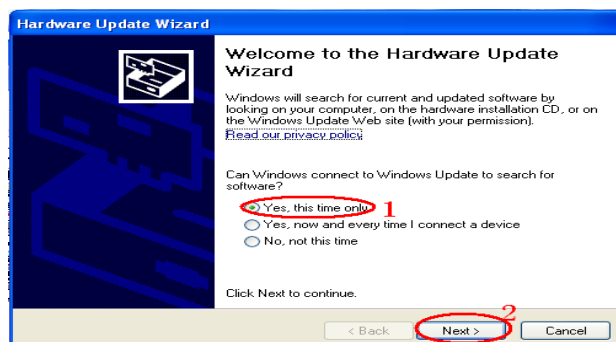 Hardware Update Wizard
Welcome to the Hardware Update
Wizard
Windows will search for current and updated software by
looking on your computer, on the hardware installation CD, or on
the Windows Update Web site (with your permission).
Read our privacy policy
Can Windows connect to Windows Update to search for
software?
Yes, this time only 1
Yes, now and every time I connect a device
No, not this time
Click Next to continue.
2
< Back Next > Cancel